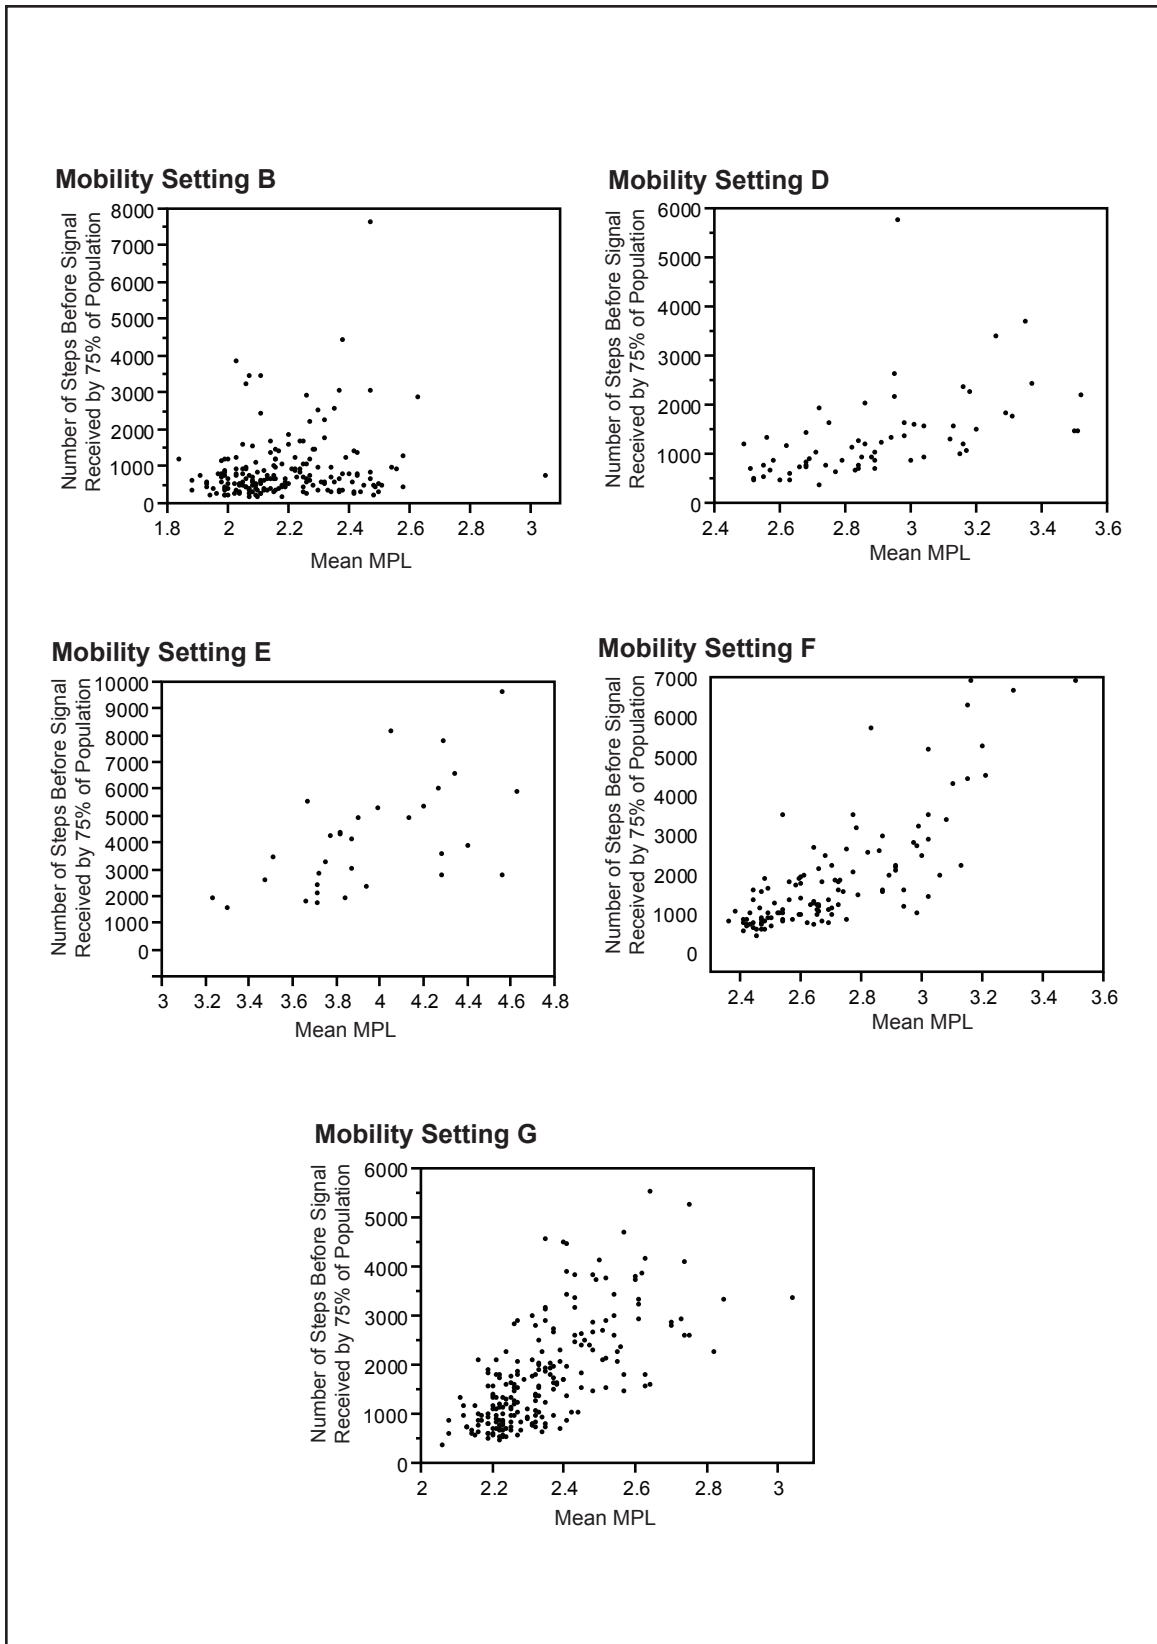 Mobility Setting B
Number of Steps Before Signal
Received by 75% of Population
8000
7000
6000
5000
4000
3000
2000
1000
0
1.8 2 2.2 2.4 2.6 2.8 3
Mean MPL
Mobility Setting D
Number of Steps Before Signal
Received by 75% of Population
6000
5000
4000
3000
2000
1000
0
2.4 2.6 2.8 3 3.2 3.4 3.6
Mean MPL
Mobility Setting E
Number of Steps Before Signal
Received by 75% of Population
10000
9000
8000
7000
6000
5000
4000
3000
2000
1000
0
3 3.2 3.4 3.6 3.8 4 4.2 4.4 4.6 4.8
Mean MPL
Mobility Setting F
Number of Steps Before Signal
Received by 75% of Population
7000
6000
5000
4000
3000
2000
1000
0
2.4 2.6 2.8 3 3.2 3.4 3.6
Mean MPL
Mobility Setting G
Number of Steps Before Signal
Received by 75% of Population
6000
5000
4000
3000
2000
1000
0
2 2.2 2.4 2.6 2.8 3
Mean MPL